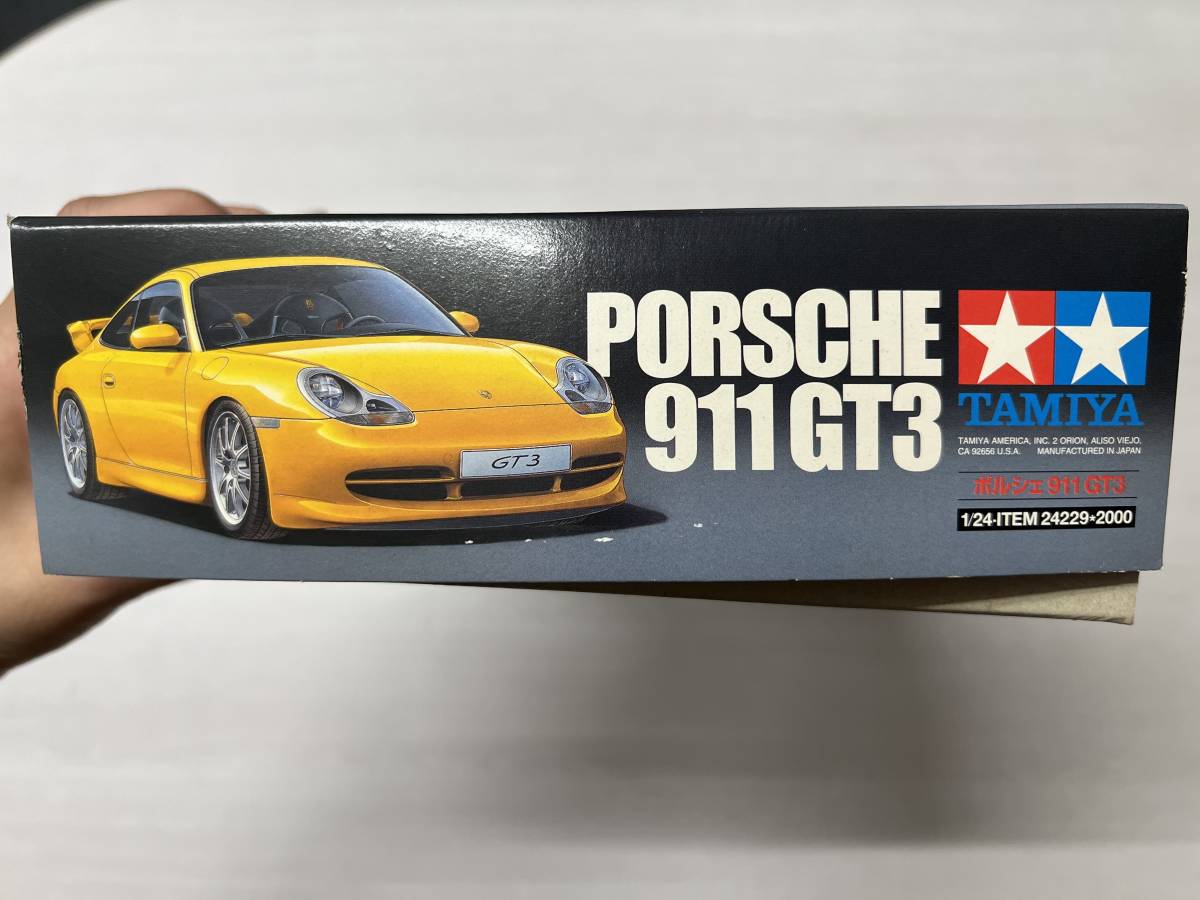 PORSCHE
911 GT3
GT3
TAMIYA
TAMIYA AMERICA, INC. 2 ORION, ALISO VIEJO.
CA 92656 U.S.A. MANUFACTURED IN JAPAN
ポルシェ 911 GT3
1/24·ITEM 24229*2000